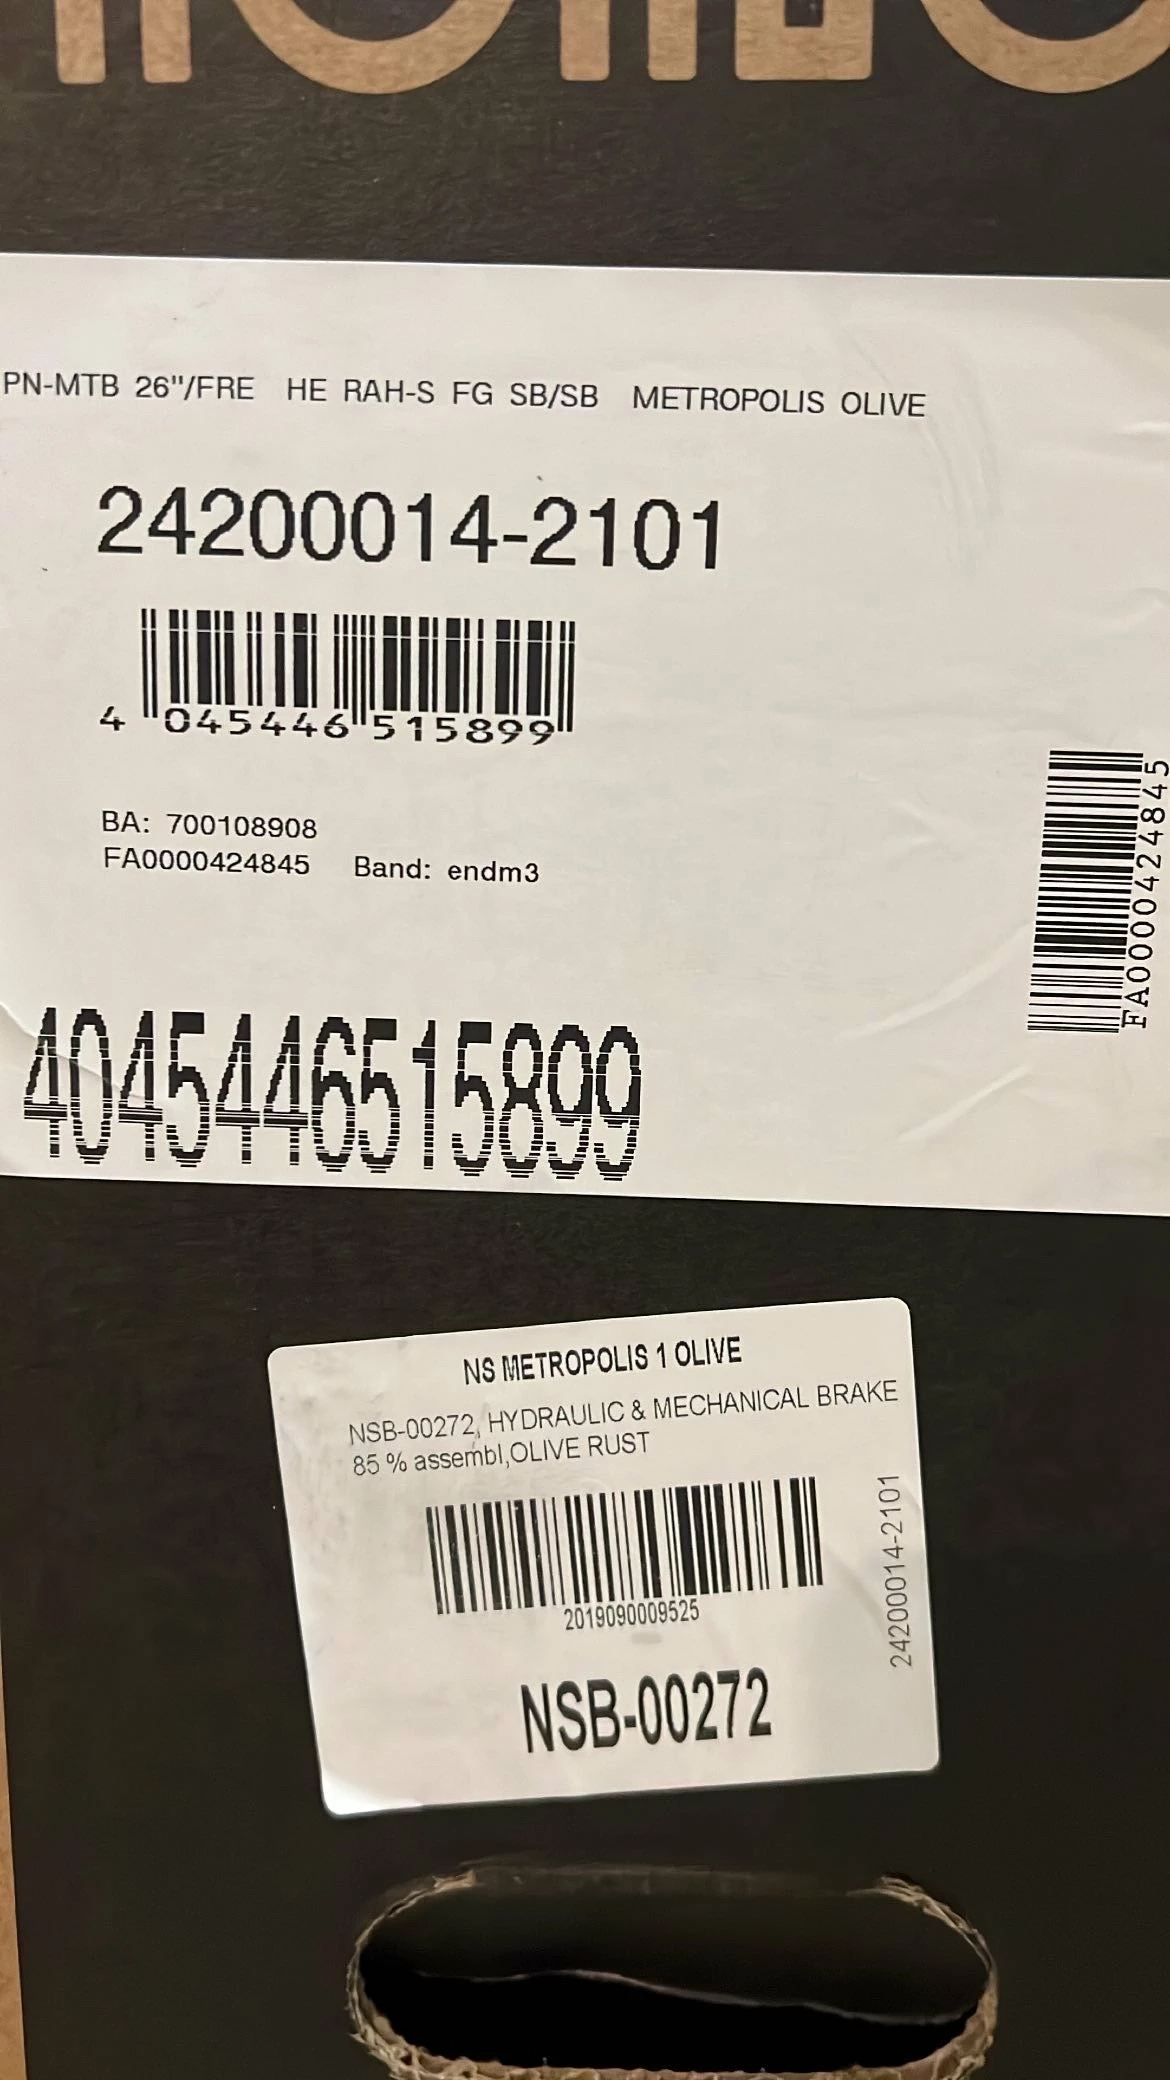 PN-MTB 26"/FRE HE RAH-S FG SB/SB METROPOLIS OLIVE
24200014-2101
4 045446 515899
BA: 700108908
FA0000424845 Band: endm3
FA0000424845
4045446515899
NS METROPOLIS 1 OLIVE
NSB-00272, HYDRAULIC & MECHANICAL BRAKE
85 % assembl,OLIVE RUST
2019090009525
24200014-2101
NSB-00272